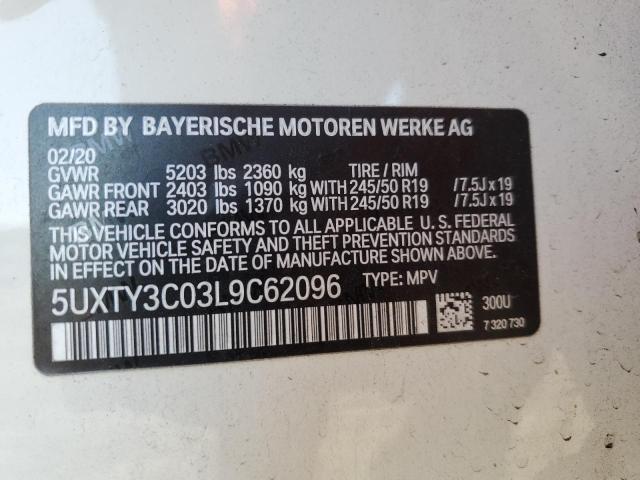 MFD BY BAYERISCHE MOTOREN WERKE AG
02/20
GVWR 5203 lbs 2360 kg TIRE / RIM
GAWR FRONT 2403 lbs 1090 kg WITH 245/50 R19 /7.5J x 19
GAWR REAR 3020 lbs 1370 kg WITH 245/50 R19 /7.5J x 19
THIS VEHICLE CONFORMS TO ALL APPLICABLE U. S. FEDERAL
MOTOR VEHICLE SAFETY AND THEFT PREVENTION STANDARDS
IN EFFECT ON THE DATE OF MANUFACTURE SHOWN ABOVE.
5UXTY3C03L9C62096 TYPE: MPV
300U
7 320 730